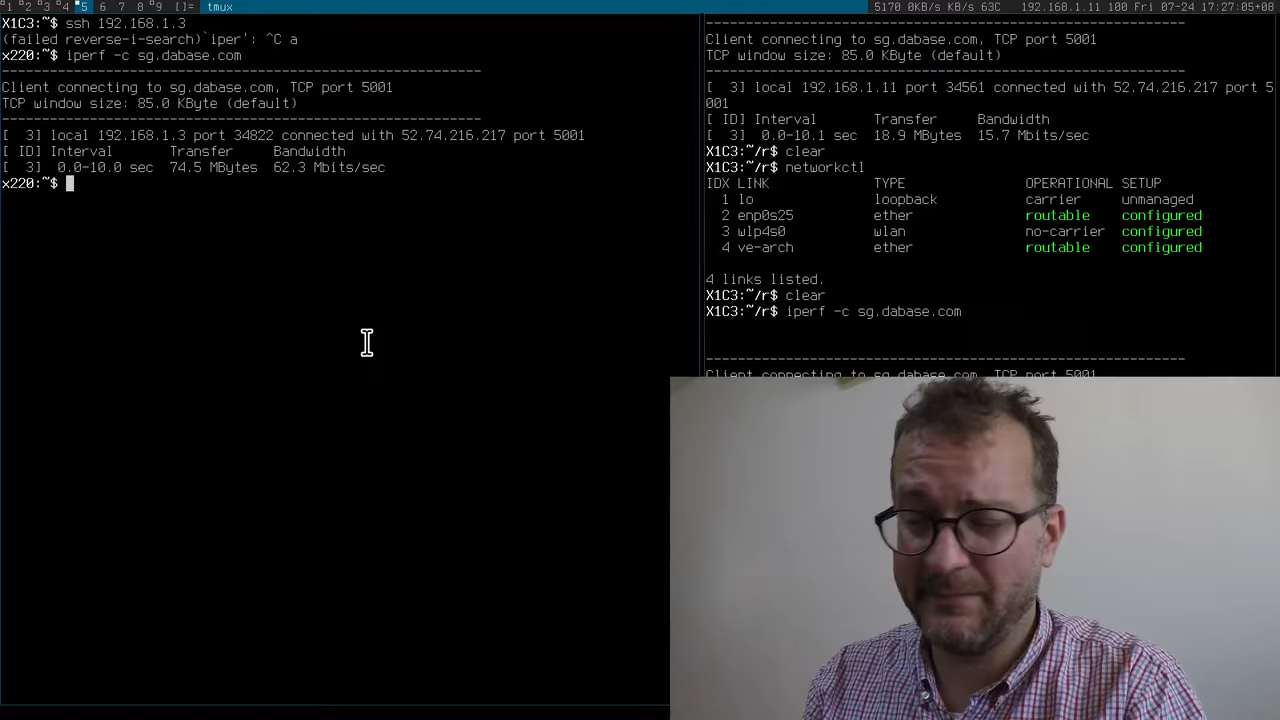 1 2 3 4 5 6 7 8 9 []= tmux 5170 0KB/s KB/s 63C 192.168.1.11 100 Fri 07-24 17:27:05+08
X1C3:~$ ssh 192.168.1.3
(failed reverse-i-search)`iper': ^C a
x220:~$ iperf -c sg.dabase.com
------------------------------------------------------------
Client connecting to sg.dabase.com, TCP port 5001
TCP window size: 85.0 KByte (default)
------------------------------------------------------------
[  3] local 192.168.1.3 port 34822 connected with 52.74.216.217 port 5001
[ ID] Interval       Transfer     Bandwidth
[  3]  0.0-10.0 sec  74.5 MBytes  62.3 Mbits/sec
x220:~$
------------------------------------------------------------
Client connecting to sg.dabase.com, TCP port 5001
TCP window size: 85.0 KByte (default)
------------------------------------------------------------
[  3] local 192.168.1.11 port 34561 connected with 52.74.216.217 port 5
001
[ ID] Interval       Transfer     Bandwidth
[  3]  0.0-10.1 sec  18.9 MBytes  15.7 Mbits/sec
X1C3:~/r$ clear
X1C3:~/r$ networkctl
IDX LINK             TYPE               OPERATIONAL SETUP
  1 lo               loopback           carrier     unmanaged
  2 enp0s25          ether              routable    configured
  3 wlp4s0           wlan               no-carrier  configured
  4 ve-arch          ether              routable    configured
4 links listed.
X1C3:~/r$ clear
X1C3:~/r$ iperf -c sg.dabase.com
------------------------------------------------------------
Client connecting to sg.dabase.com, TCP port 5001